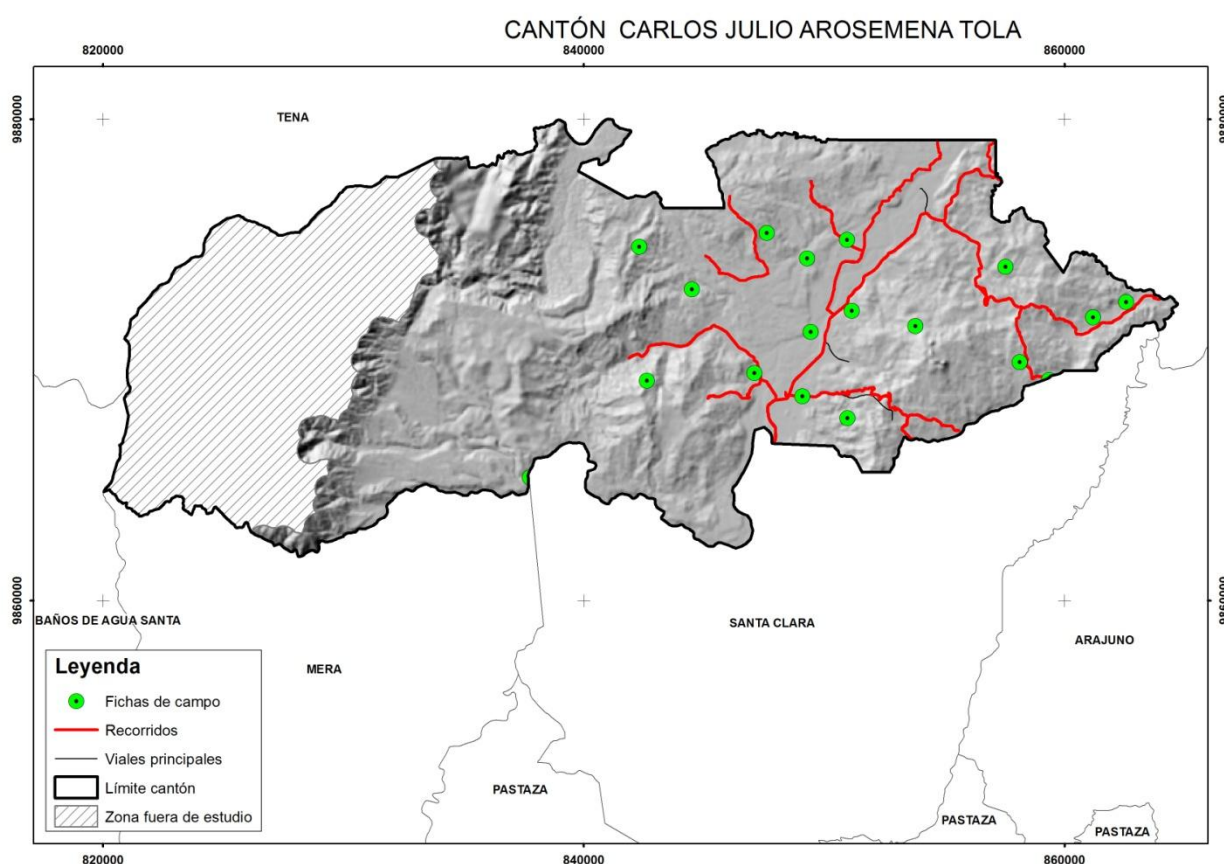 CANTÓN CARLOS JULIO AROSEMENA TOLA
820000 840000 860000
9880000 9880000
TENA
9860000 9860000
BAÑOS DE AGUA SANTA
SANTA CLARA
ARAJUNO
MERA
Leyenda
Fichas de campo
Recorridos
Viales principales
Límite cantón
Zona fuera de estudio
PASTAZA
PASTAZA
PASTAZA
820000 840000 860000